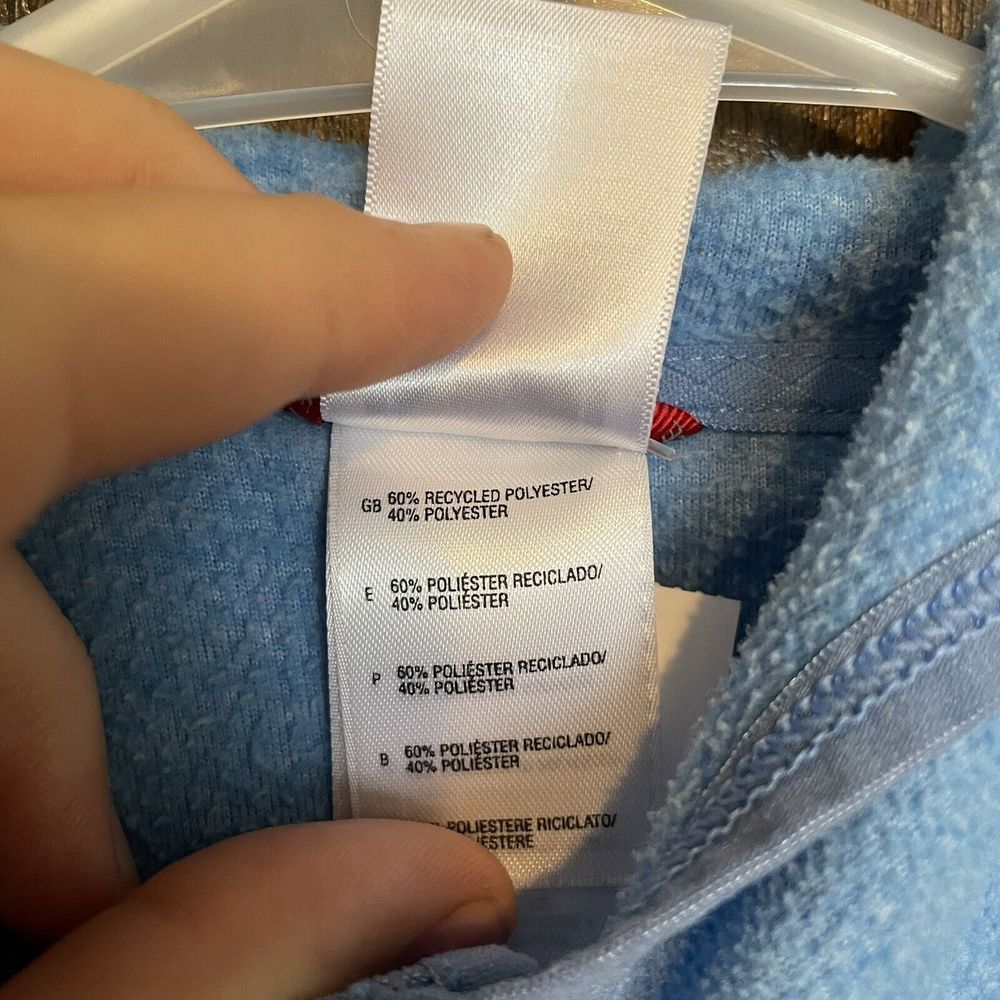 GB 60% RECYCLED POLYESTER/
40% POLYESTER
E 60% POLIÉSTER RECICLADO/
40% POLIÉSTER
P 60% POLIÉSTER RECICLADO/
40% POLIÉSTER
B 60% POLIÉSTER RECICLADO/
40% POLIÉSTER
POLIESTERE RICICLATO/